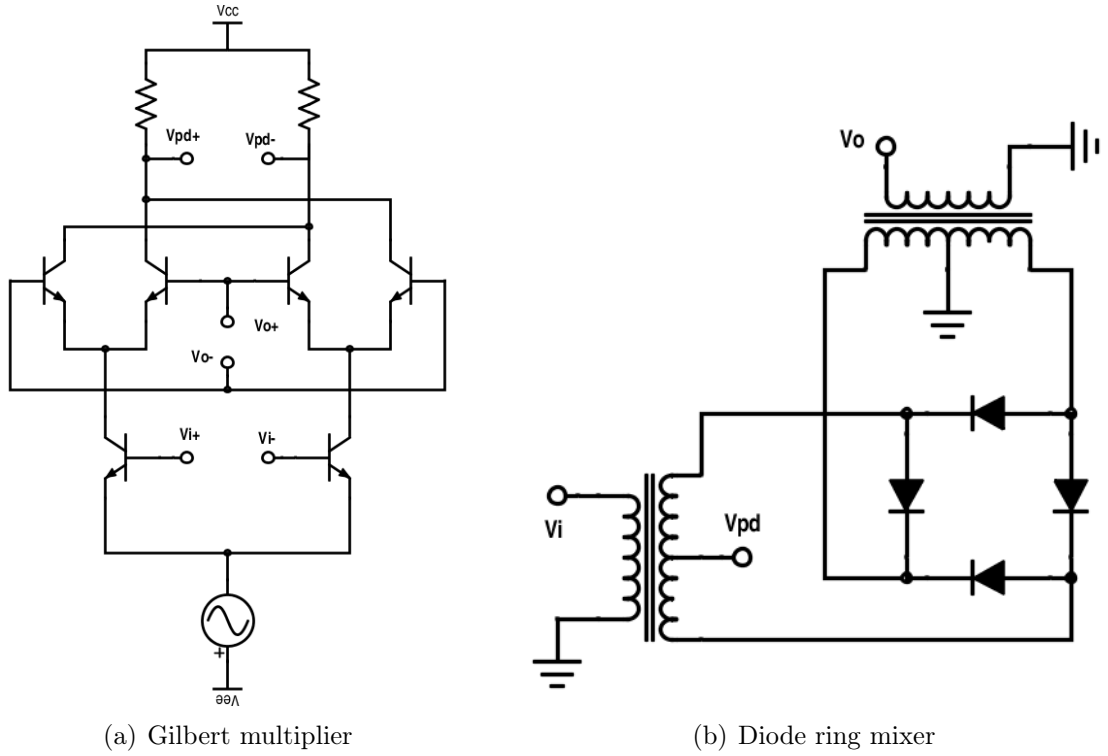 Vcc
Vpd+
Vpd-
Vo+
Vo-
Vi+
Vi-
+
Vee
(a) Gilbert multiplier
Vo
Vpd
Vi
(b) Diode ring mixer